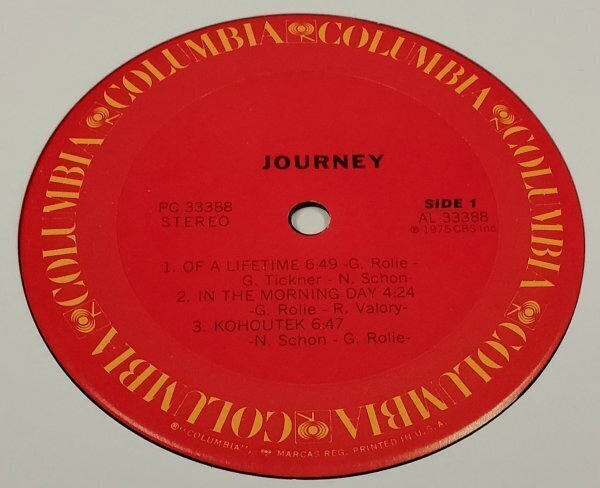 COLUMBIA COLUMBIA COLUMBIA COLUMBIA COLUMBIA COLUMBIA COLUMBIA COLUMBIA
JOURNEY
PC 33388
STEREO
SIDE 1
AL 33388
℗ 1975 CBS Inc.
1. OF A LIFETIME 6:49 -G. Rolie -
G. Tickner - N. Schon-
2. IN THE MORNING DAY 4:24
-G. Rolie - R. Valory-
3. KOHOUTEK 6:47
-N. Schon - G. Rolie-
® "COLUMBIA", MARCAS REG. PRINTED IN U.S.A.